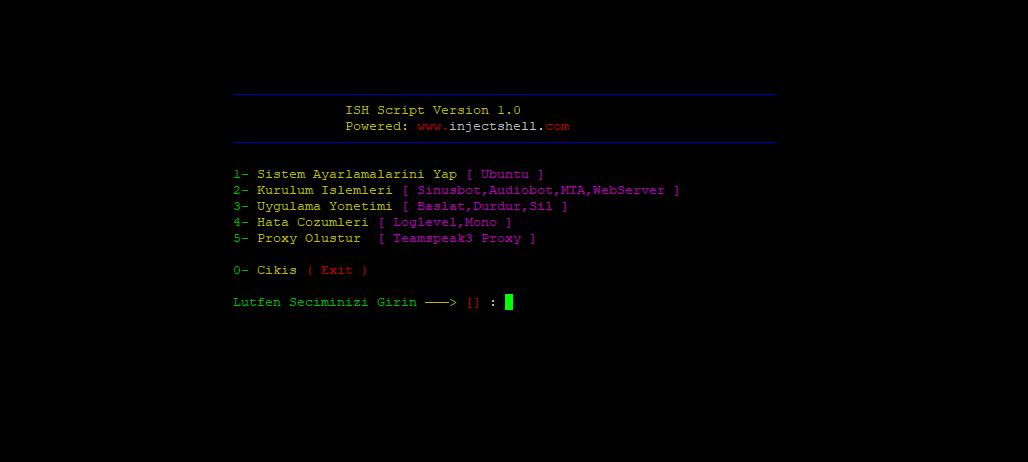 ISH Script Version 1.0
Powered: www.injectshell.com
1- Sistem Ayarlamalarini Yap [ Ubuntu ]
2- Kurulum Islemleri [ Sinusbot,Audiobot,MTA,WebServer ]
3- Uygulama Yonetimi [ Baslat,Durdur,Sil ]
4- Hata Cozumleri [ Loglevel,Mono ]
5- Proxy Olustur [ Teamspeak3 Proxy ]
0- Cikis ( Exit )
Lutfen Seciminizi Girin ───> [] :